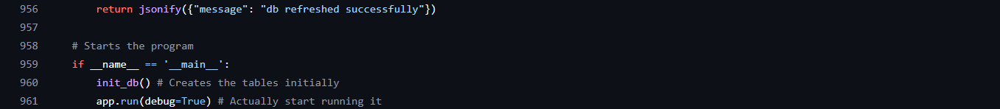 956 return jsonify({"message": "db refreshed successfully"})
957
958 # Starts the program
959 if __name__ == '__main__':
960 init_db() # Creates the tables initially
961 app.run(debug=True) # Actually start running it